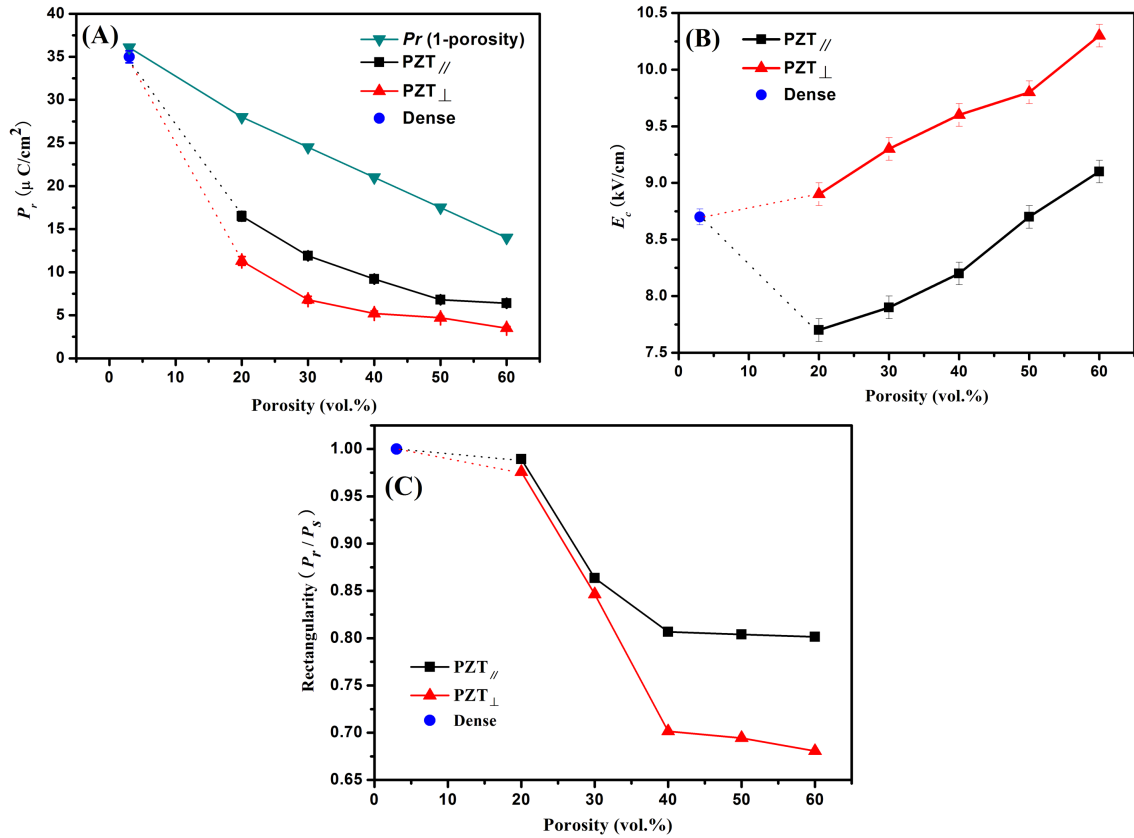 (A)
Pr (1-porosity)
PZT//
PZT⊥
Dense
40
35
30
25
20
15
10
5
0
Pr (μ C/cm²)
0 10 20 30 40 50 60
Porosity (vol.%)
(B)
PZT//
PZT⊥
Dense
10.5
10.0
9.5
9.0
8.5
8.0
7.5
Ec (kV/cm)
0 10 20 30 40 50 60
Porosity (vol.%)
(C)
1.00
0.95
0.90
0.85
0.80
0.75
0.70
0.65
Rectangularity (Pr / Ps)
PZT//
PZT⊥
Dense
0 10 20 30 40 50 60
Porosity (vol.%)